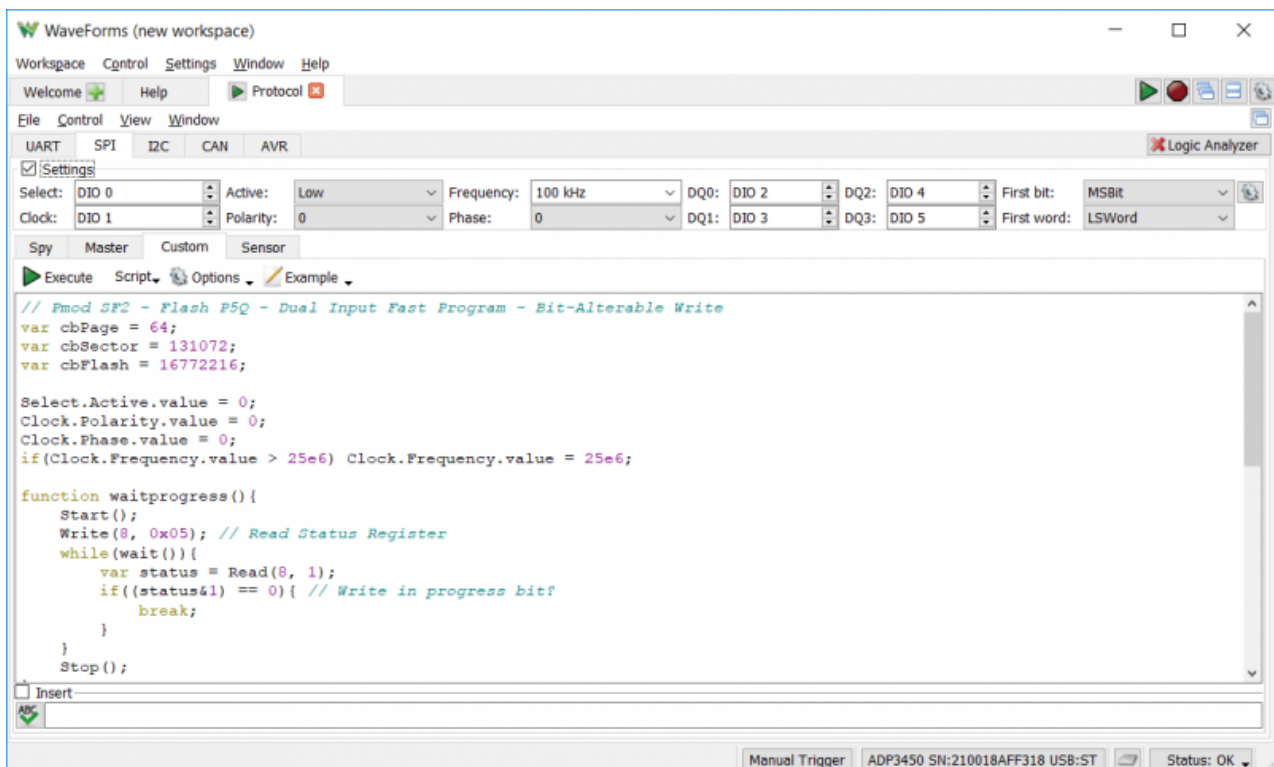 WaveForms (new workspace)
Workspace Control Settings Window Help
Welcome Help Protocol
File Control View Window
UART SPI I2C CAN AVR Logic Analyzer
Settings
Select: DIO 0 Active: Low Frequency: 100 kHz DQ0: DIO 2 DQ2: DIO 4 First bit: MSBit
Clock: DIO 1 Polarity: 0 Phase: 0 DQ1: DIO 3 DQ3: DIO 5 First word: LSWord
Spy Master Custom Sensor
Execute Script Options Example
// Pmod SF2 - Flash P5Q - Dual Input Fast Program - Bit-Alterable Write
var cbPage = 64;
var cbSector = 131072;
var cbFlash = 16772216;
Select.Active.value = 0;
Clock.Polarity.value = 0;
Clock.Phase.value = 0;
if(Clock.Frequency.value > 25e6) Clock.Frequency.value = 25e6;
function waitprogress(){
Start();
Write(8, 0x05); // Read Status Register
while(wait()){
var status = Read(8, 1);
if((status&1) == 0){ // Write in progress bit?
break;
}
}
Stop();
Insert
ABC
Manual Trigger ADP3450 SN:210018AFF318 USB:ST Status: OK